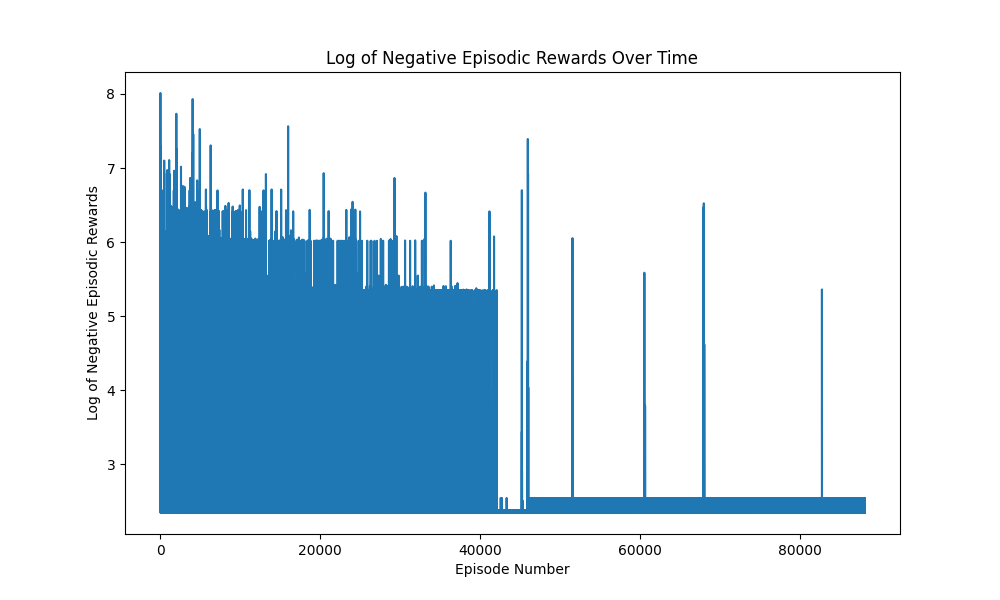 Log of Negative Episodic Rewards Over Time
Log of Negative Episodic Rewards
8
7
6
5
4
3
0 20000 40000 60000 80000
Episode Number